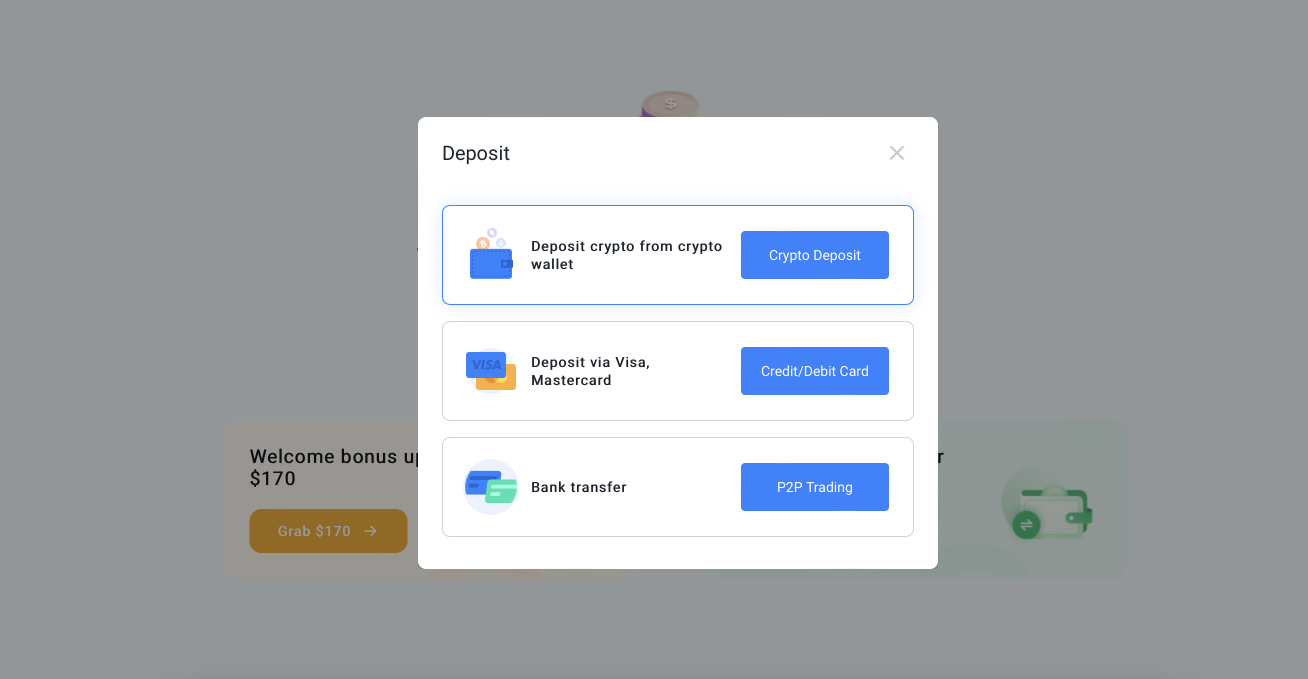 Deposit
Deposit crypto from crypto
wallet
Crypto Deposit
VISA
Deposit via Visa,
Mastercard
Credit/Debit Card
Bank transfer
P2P Trading
Welcome bonus
$170
Grab $170